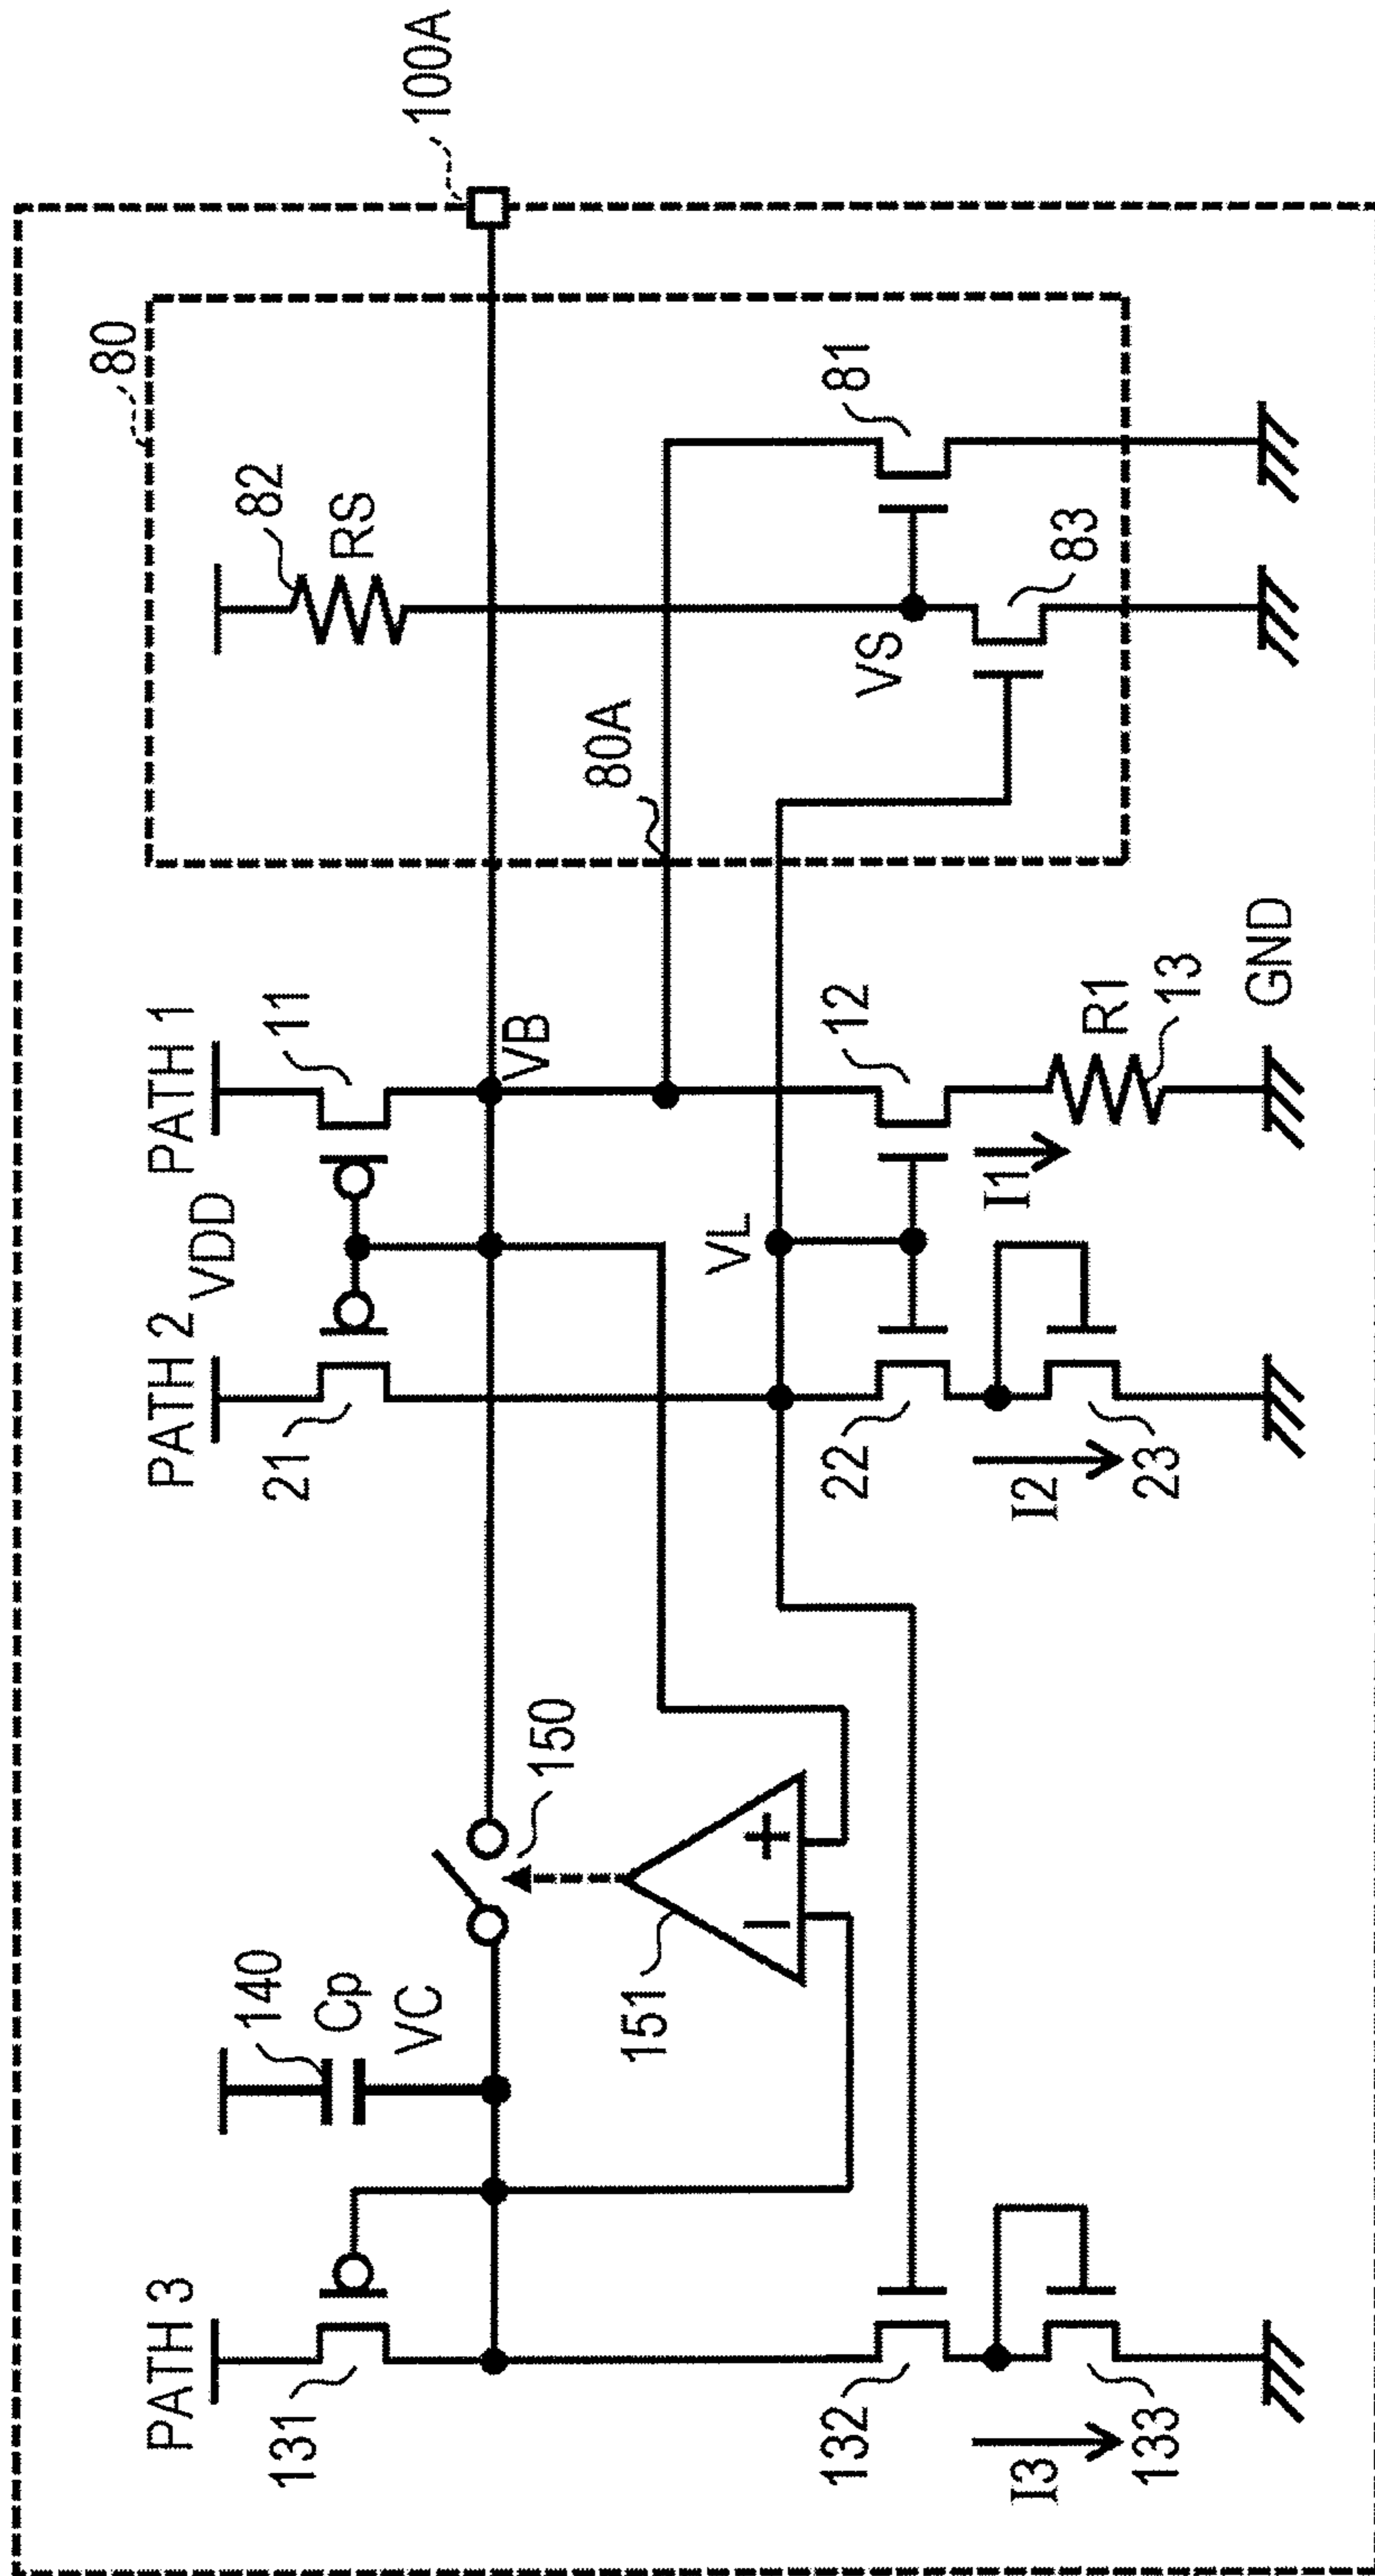 100A
80
82
RS
81
83
VS
80A
PATH 1
11
VB
12
R1
13
GND
I1
VDD
VL
PATH 2
21
22
I2
23
150
151
140
Cp
VC
+
−
PATH 3
131
132
I3
133